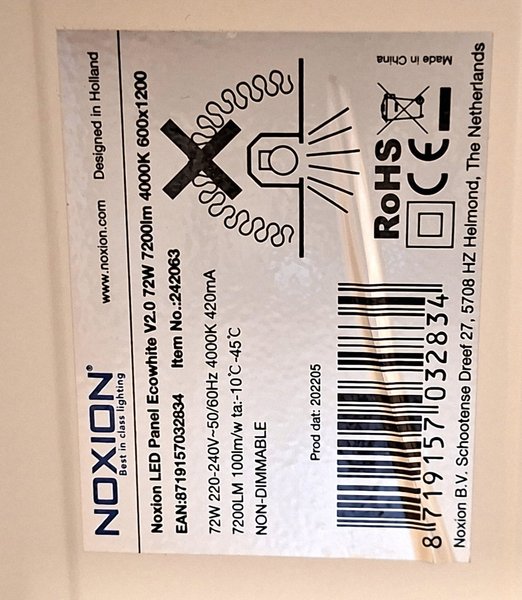 NOXION®
Best in class lighting
www.noxion.com
Designed in Holland
Noxion LED Panel Ecowhite V2.0 72W 7200lm 4000K 600x1200
EAN:8719157032834 Item No.:242063
72W 220-240V~50/60Hz 4000K 420mA
7200LM 100lm/w ta:-10℃-45℃
NON-DIMMABLE
Prod dat: 202205
RoHS
CE
Made in China
8 719157 032834
Noxion B.V. Schootense Dreef 27, 5708 HZ Helmond, The Netherlands